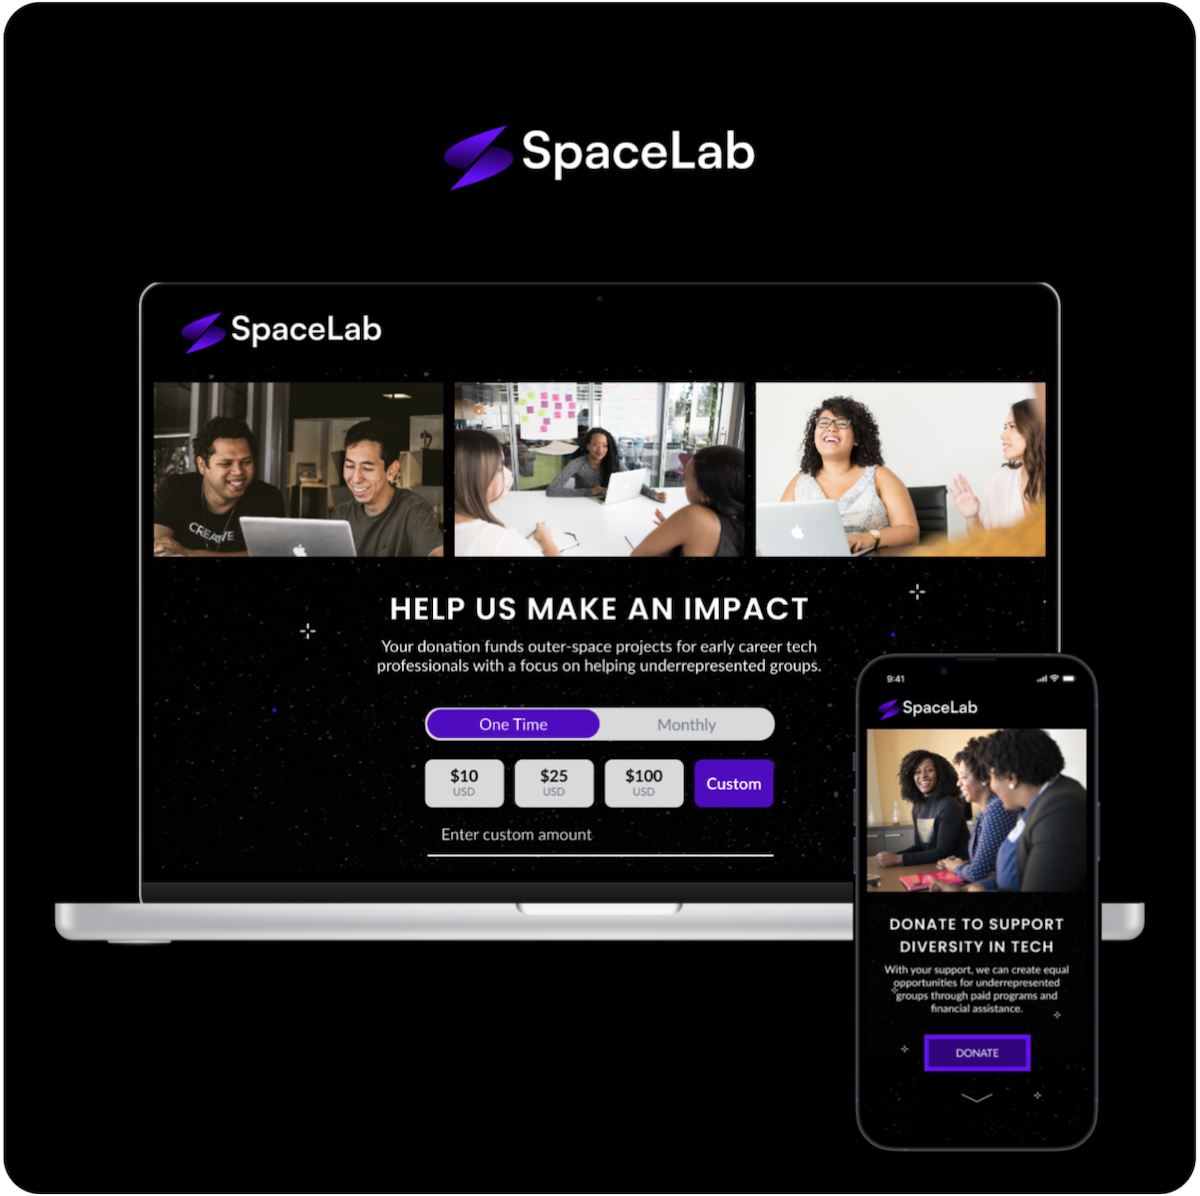 SpaceLab
SpaceLab
CREATIVE
HELP US MAKE AN IMPACT
Your donation funds outer-space projects for early career tech
professionals with a focus on helping underrepresented groups.
One Time Monthly
$10 $25 $100 Custom
USD USD USD
Enter custom amount
9:41
SpaceLab
DONATE TO SUPPORT
DIVERSITY IN TECH
With your support, we can create equal
opportunities for underrepresented
groups through paid programs and
financial assistance.
DONATE